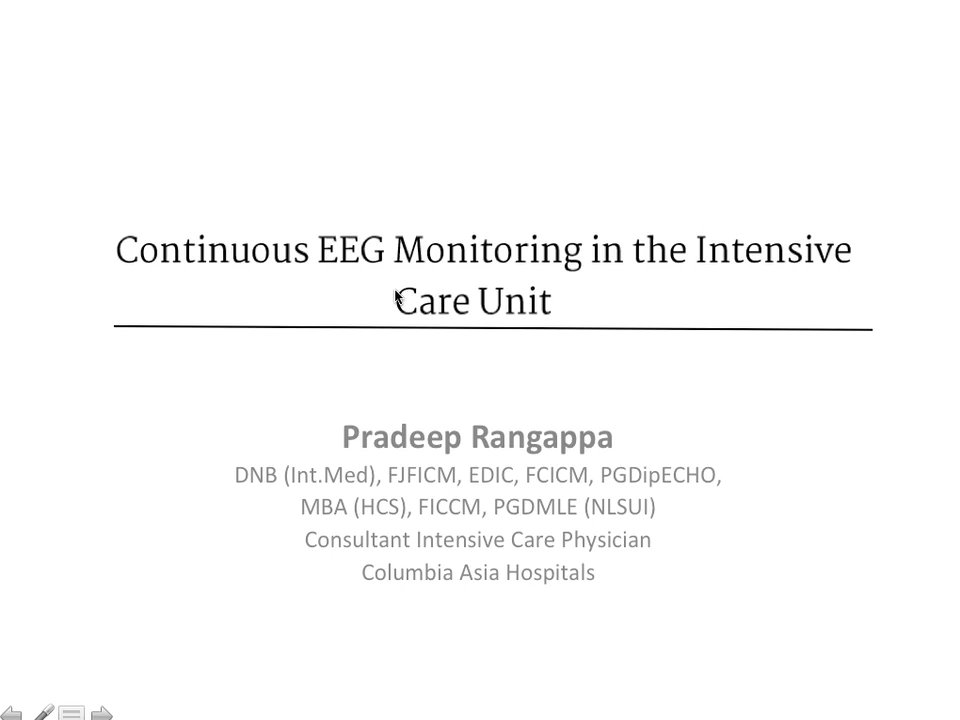 Continuous EEG Monitoring in the Intensive
Care Unit
Pradeep Rangappa
DNB (Int.Med), FJFICM, EDIC, FCICM, PGDipECHO,
MBA (HCS), FICCM, PGDMLE (NLSUI)
Consultant Intensive Care Physician
Columbia Asia Hospitals